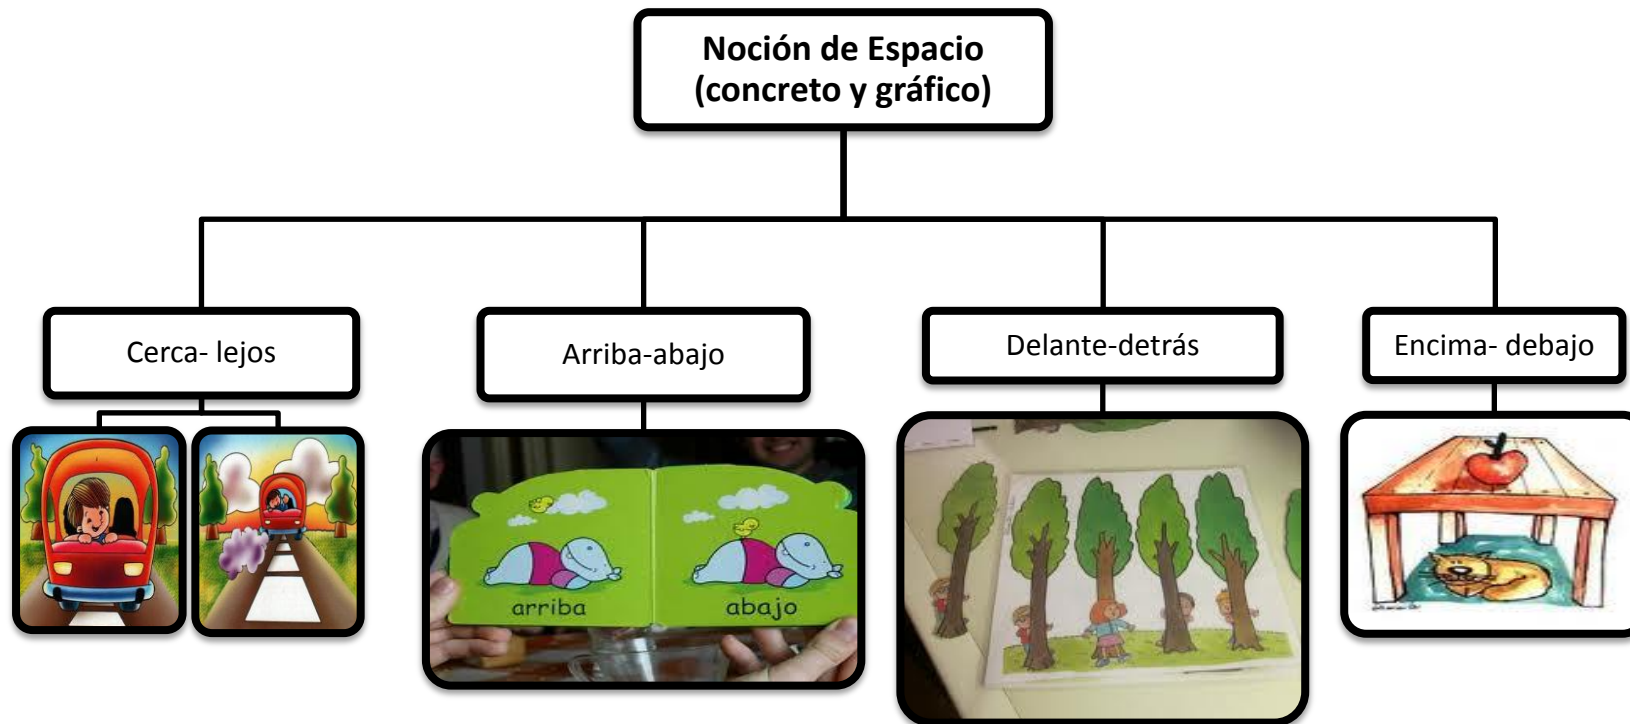 Noción de Espacio
(concreto y gráfico)
Cerca- lejos
Arriba-abajo
Delante-detrás
Encima- debajo
arriba
abajo